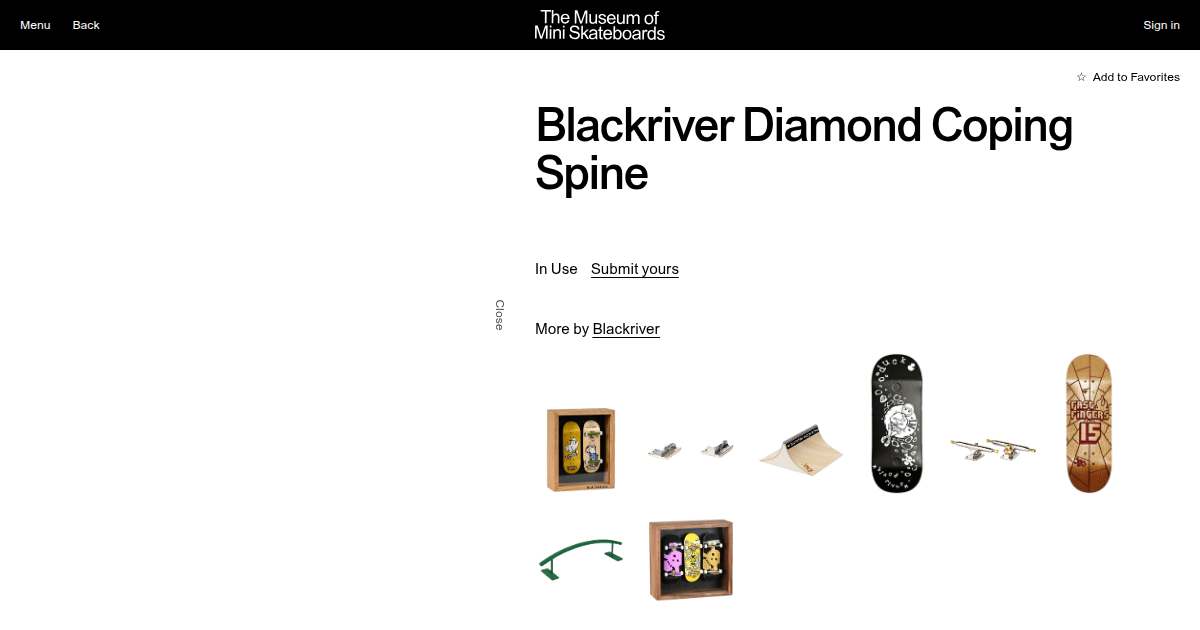 Menu
Back
The Museum of
Mini Skateboards
Sign in
☆ Add to Favorites
Blackriver Diamond Coping
Spine
In Use
Submit yours
Close
More by Blackriver
FAST
FINGERS
15